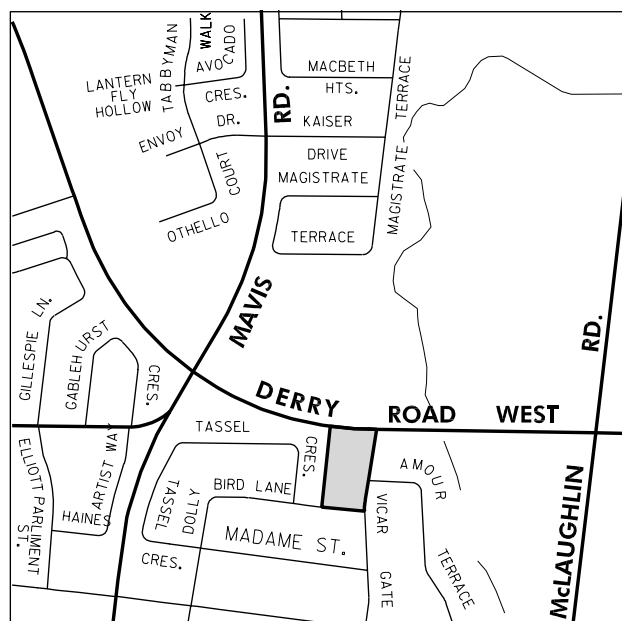 WALK
TABBYMAN
AVOCADO
CRES.
LANTERN
FLY
HOLLOW
MACBETH
HTS.
TERRACE
RD.
DR.
KAISER
ENVOY
DRIVE
COURT
MAGISTRATE
MAGISTRATE
OTHELLO
TERRACE
MAVIS
GILLESPIE LN.
GABLEHURST
CRES.
RD.
DERRY ROAD WEST
TASSEL
CRES.
ELLIOTT PARLIMENT
ST.
ARTIST WAY
HAINES
TASSEL
DOLLY
BIRD LANE
CRES.
MADAME ST.
AMOUR
TERRACE
VICAR
GATE
McLAUGHLIN